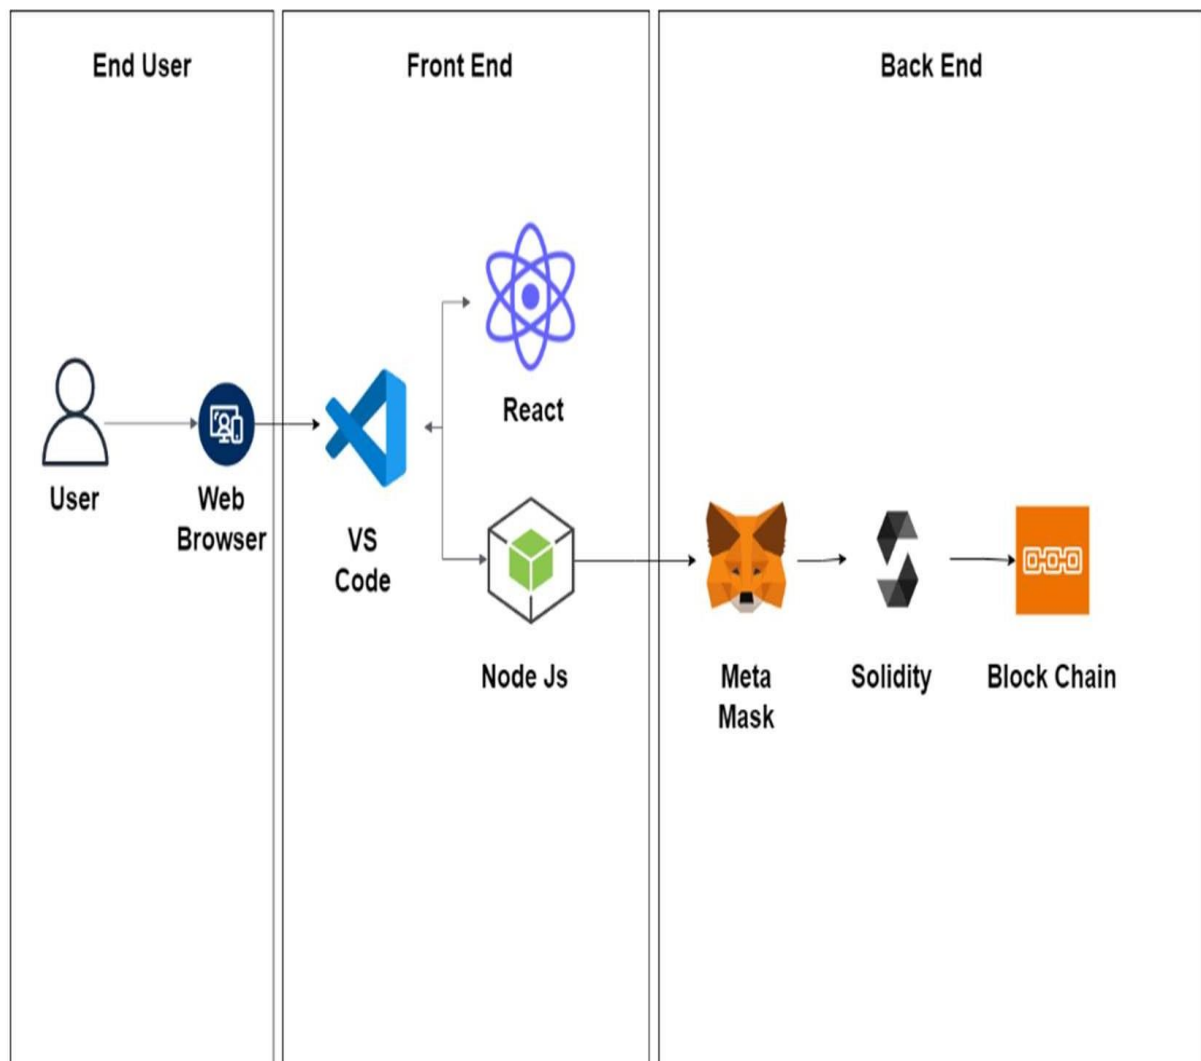 End User
Front End
Back End
React
User
Web
Browser
VS
Code
Node Js
Meta
Mask
Solidity
Block Chain